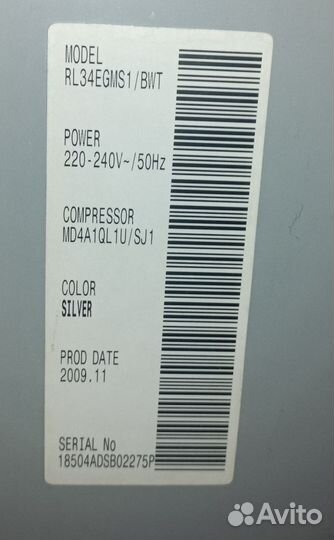 MODEL
RL34EGMS1/BWT
POWER
220-240V~/50Hz
COMPRESSOR
MD4A1QL1U/SJ1
COLOR
SILVER
PROD DATE
2009.11
SERIAL No
18504ADSB02275P
Avito